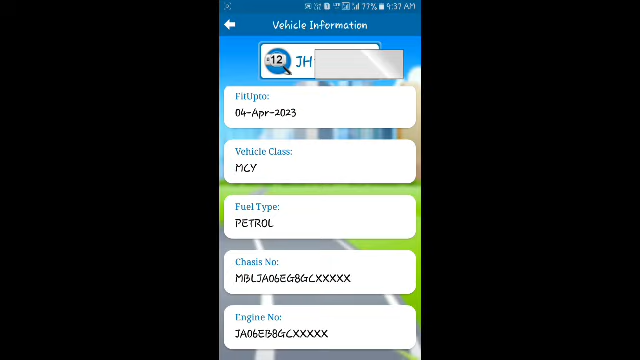 77% 9:37 AM
Vehicle Information
12 JH
FitUpto:
04-Apr-2023
Vehicle Class:
MCY
Fuel Type:
PETROL
Chasis No:
MBLJA06EG8GCXXXXX
Engine No:
JA06EB8GCXXXXX